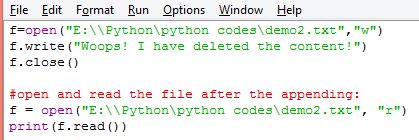 File Edit Format Run Options Window Help
f=open("E:\\Python\python codes\demo2.txt","w")
f.write("Woops! I have deleted the content!")
f.close()
#open and read the file after the appending:
f = open("E:\\Python\python codes\demo2.txt", "r")
print(f.read())